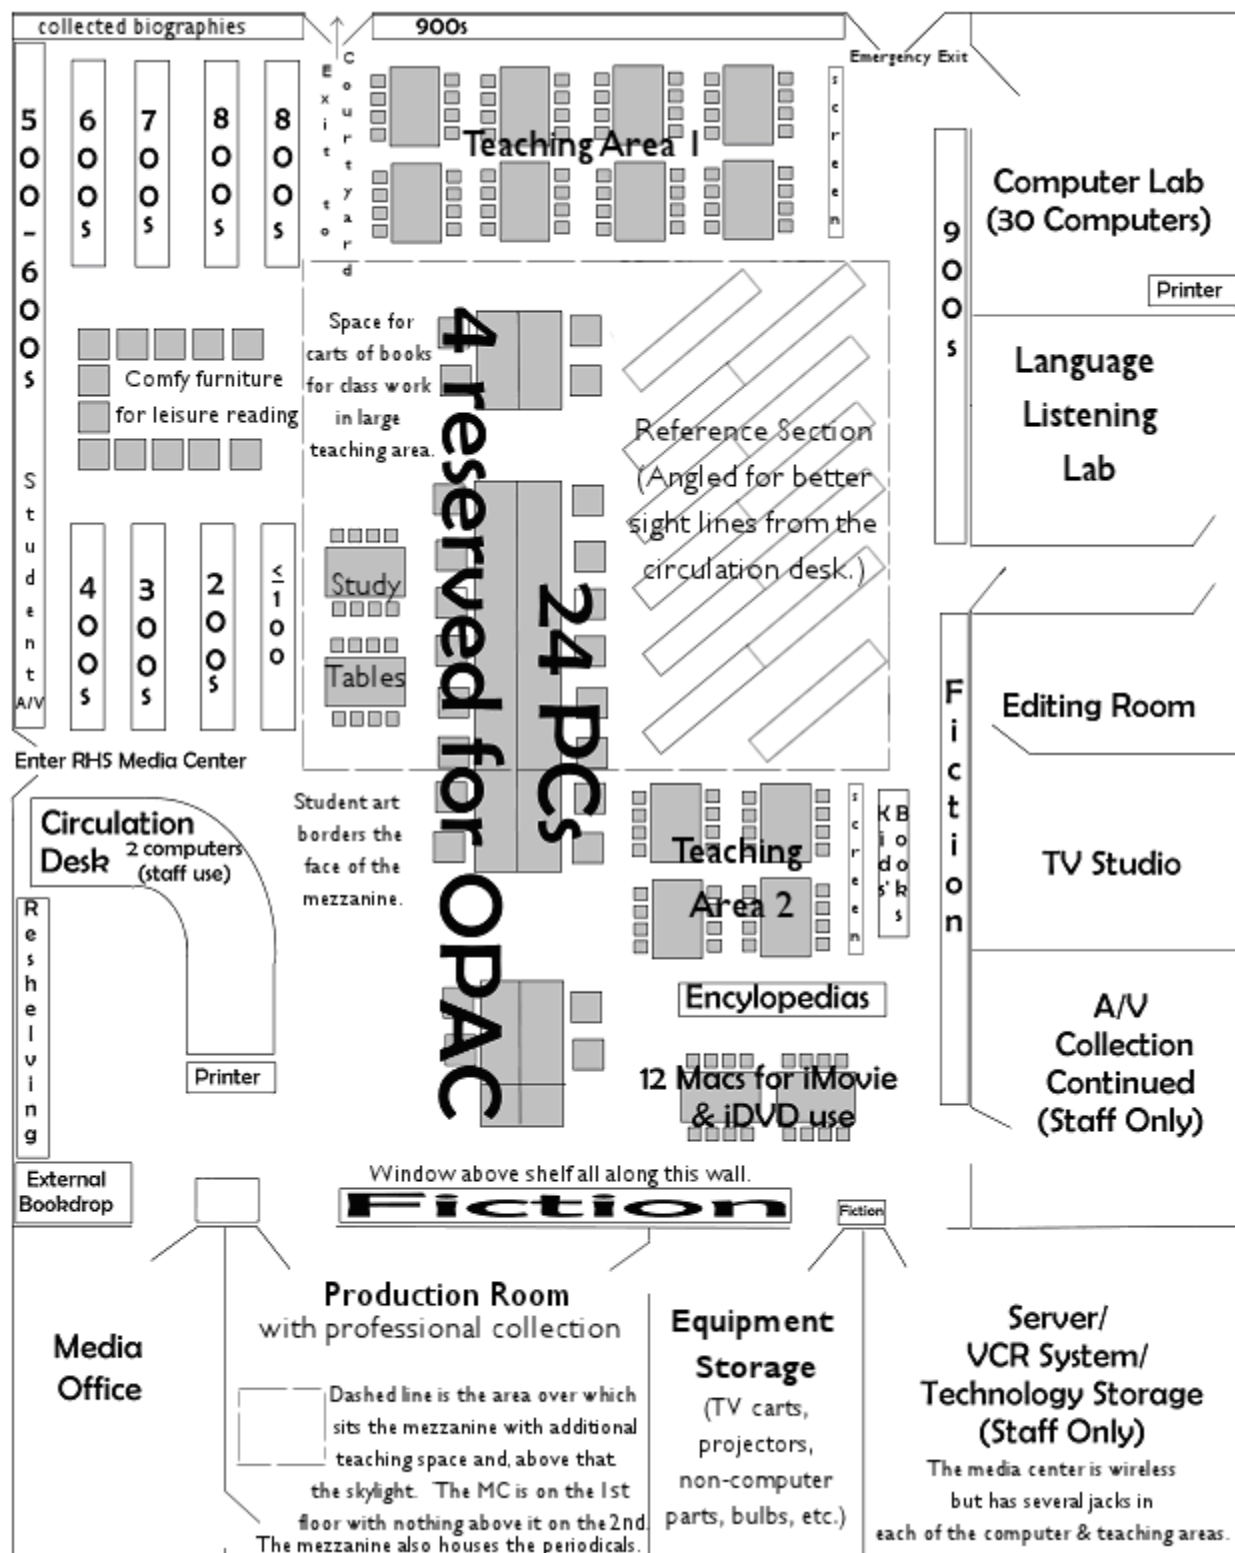 collected biographies
900s
Emergency Exit
Exit to
Courtyard
500-600s
600s
700s
800s
800s
Teaching Area 1
screen
900s
Computer Lab
(30 Computers)
Printer
Language
Listening
Lab
Comfy furniture
for leisure reading
Space for
carts of books
for class work
in large
teaching area.
4 reserved for OPAC
24 PCs
Reference Section
(Angled for better
sight lines from the
circulation desk.)
Student
A/V
400s
300s
200s
≤100
Study
Tables
Enter RHS Media Center
Fiction
Editing Room
TV Studio
A/V
Collection
Continued
(Staff Only)
Circulation
Desk
2 computers
(staff use)
Student art
borders the
face of the
mezzanine.
Teaching
Area 2
screen
Kids'
Books
Encylopedias
12 Macs for iMovie
& iDVD use
Reshelving
Printer
External
Bookdrop
Window above shelf all along this wall.
Fiction
Fiction
Media
Office
Production Room
with professional collection
Dashed line is the area over which
sits the mezzanine with additional
teaching space and, above that
the skylight. The MC is on the 1st
floor with nothing above it on the 2nd.
The mezzanine also houses the periodicals.
Equipment
Storage
(TV carts,
projectors,
non-computer
parts, bulbs, etc.)
Server/
VCR System/
Technology Storage
(Staff Only)
The media center is wireless
but has several jacks in
each of the computer & teaching areas.